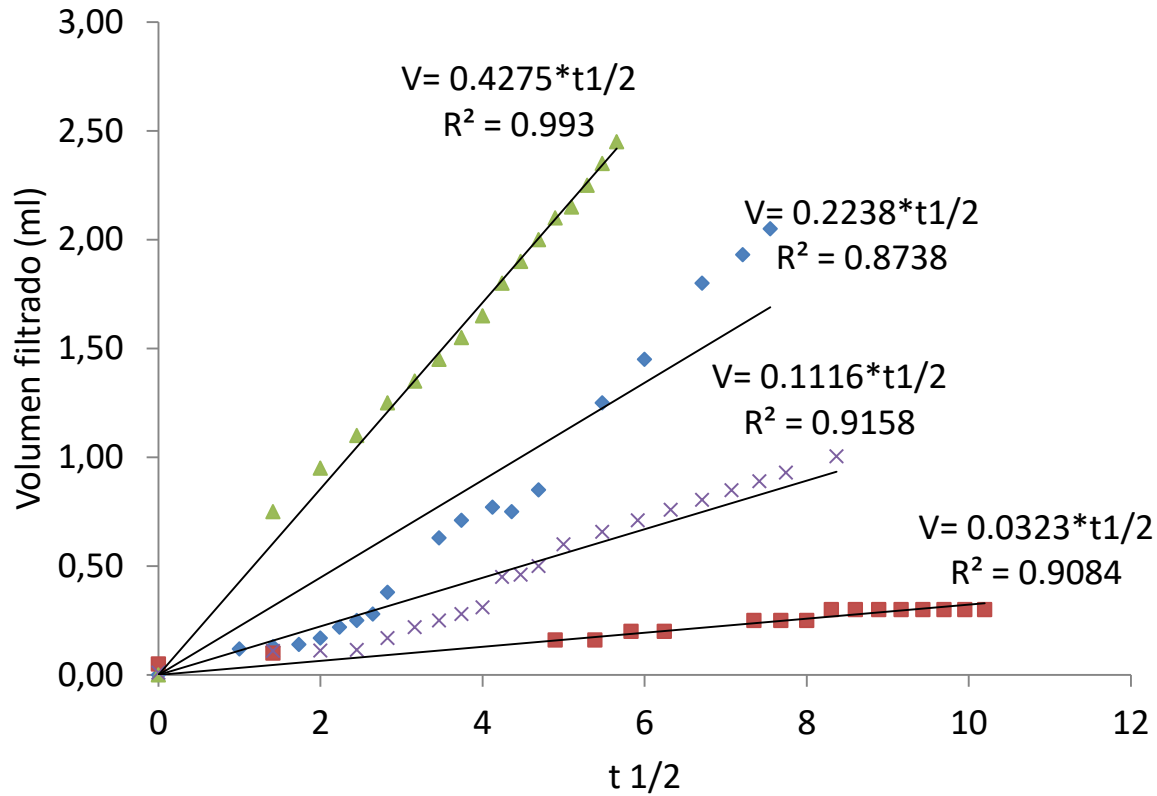 3,00
2,50
2,00
1,50
1,00
0,50
0,00
Volumen filtrado (ml)
V= 0.4275*t1/2
R² = 0.993
V= 0.2238*t1/2
R² = 0.8738
V= 0.1116*t1/2
R² = 0.9158
V= 0.0323*t1/2
R² = 0.9084
0 2 4 6 8 10 12
t 1/2